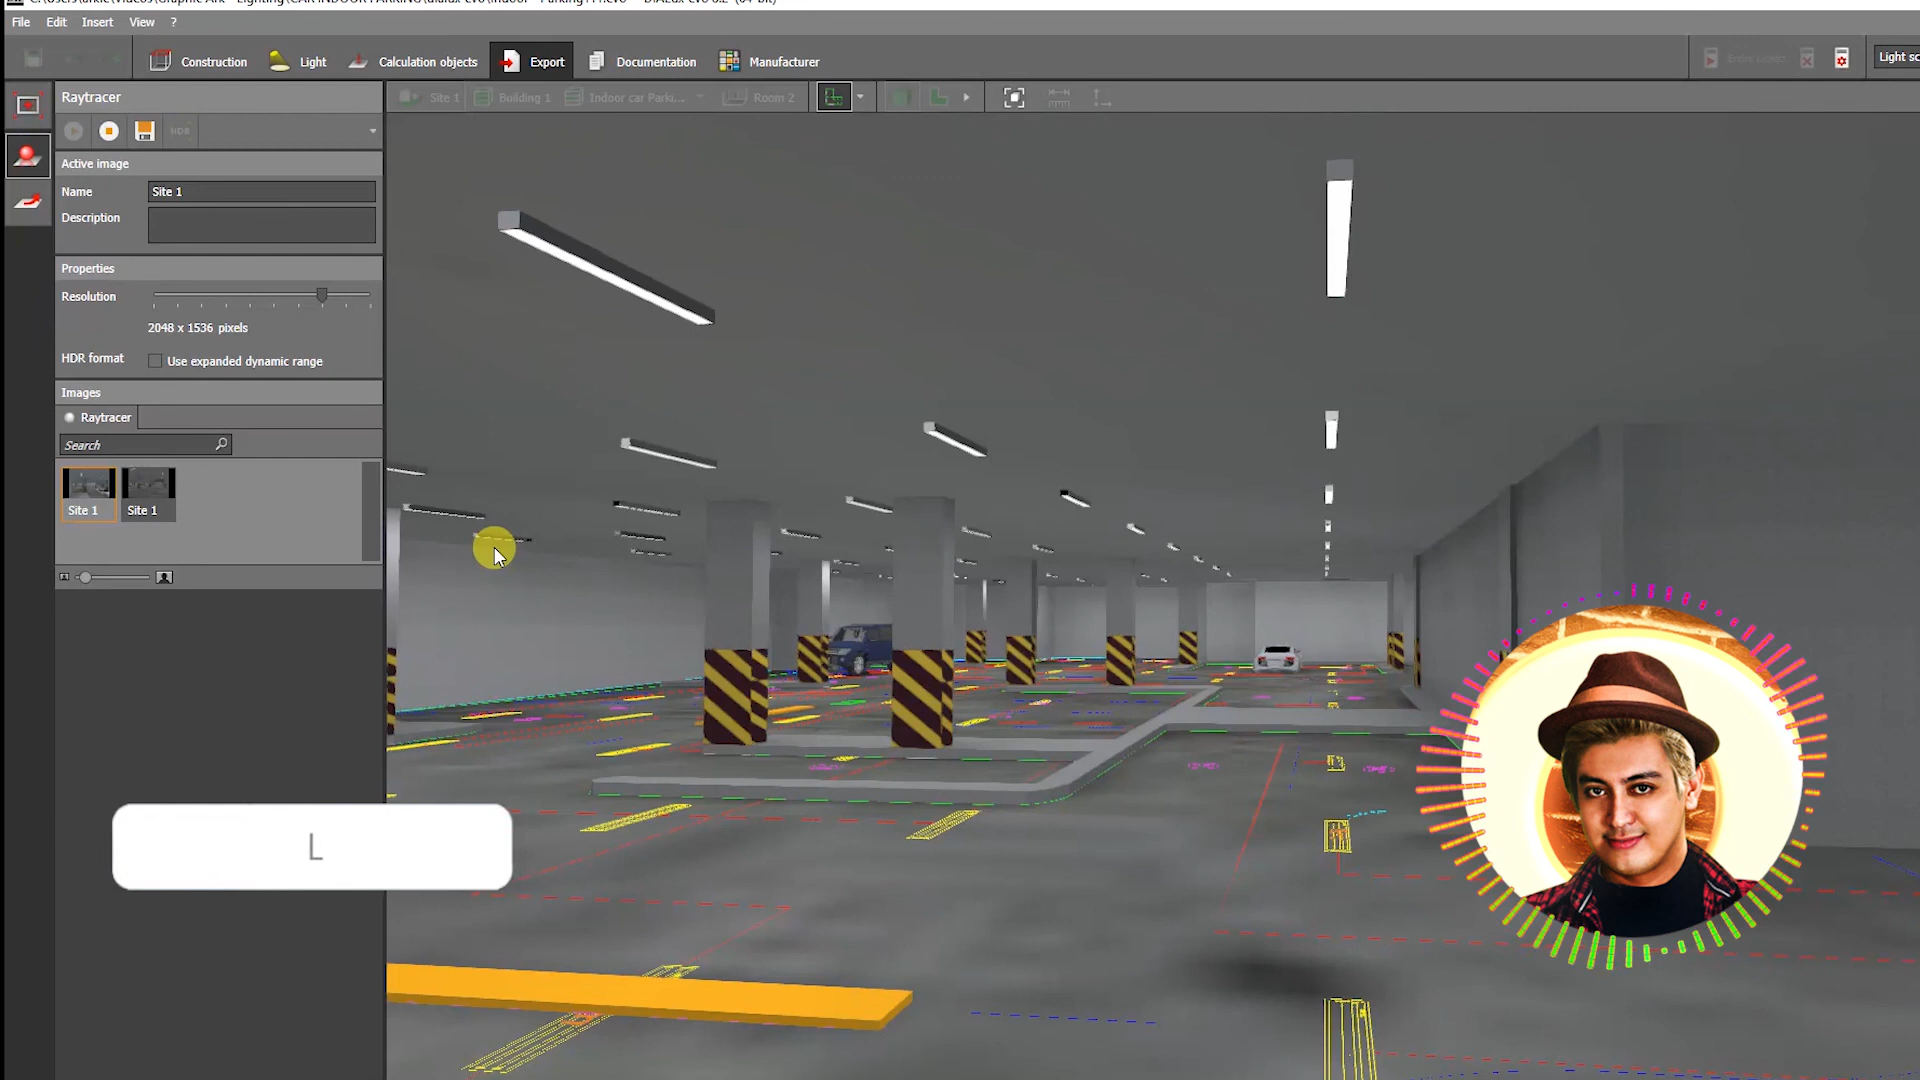 File Edit Insert View ?
Construction Light Calculation objects Export Documentation Manufacturer
Light sc
Raytracer
Site 1 Building 1 Indoor car Parki... Room 2
HDR
Active image
Name Site 1
Description
Properties
Resolution
2048 x 1536 pixels
HDR format Use expanded dynamic range
Images
Raytracer
Search
Site 1 Site 1
L